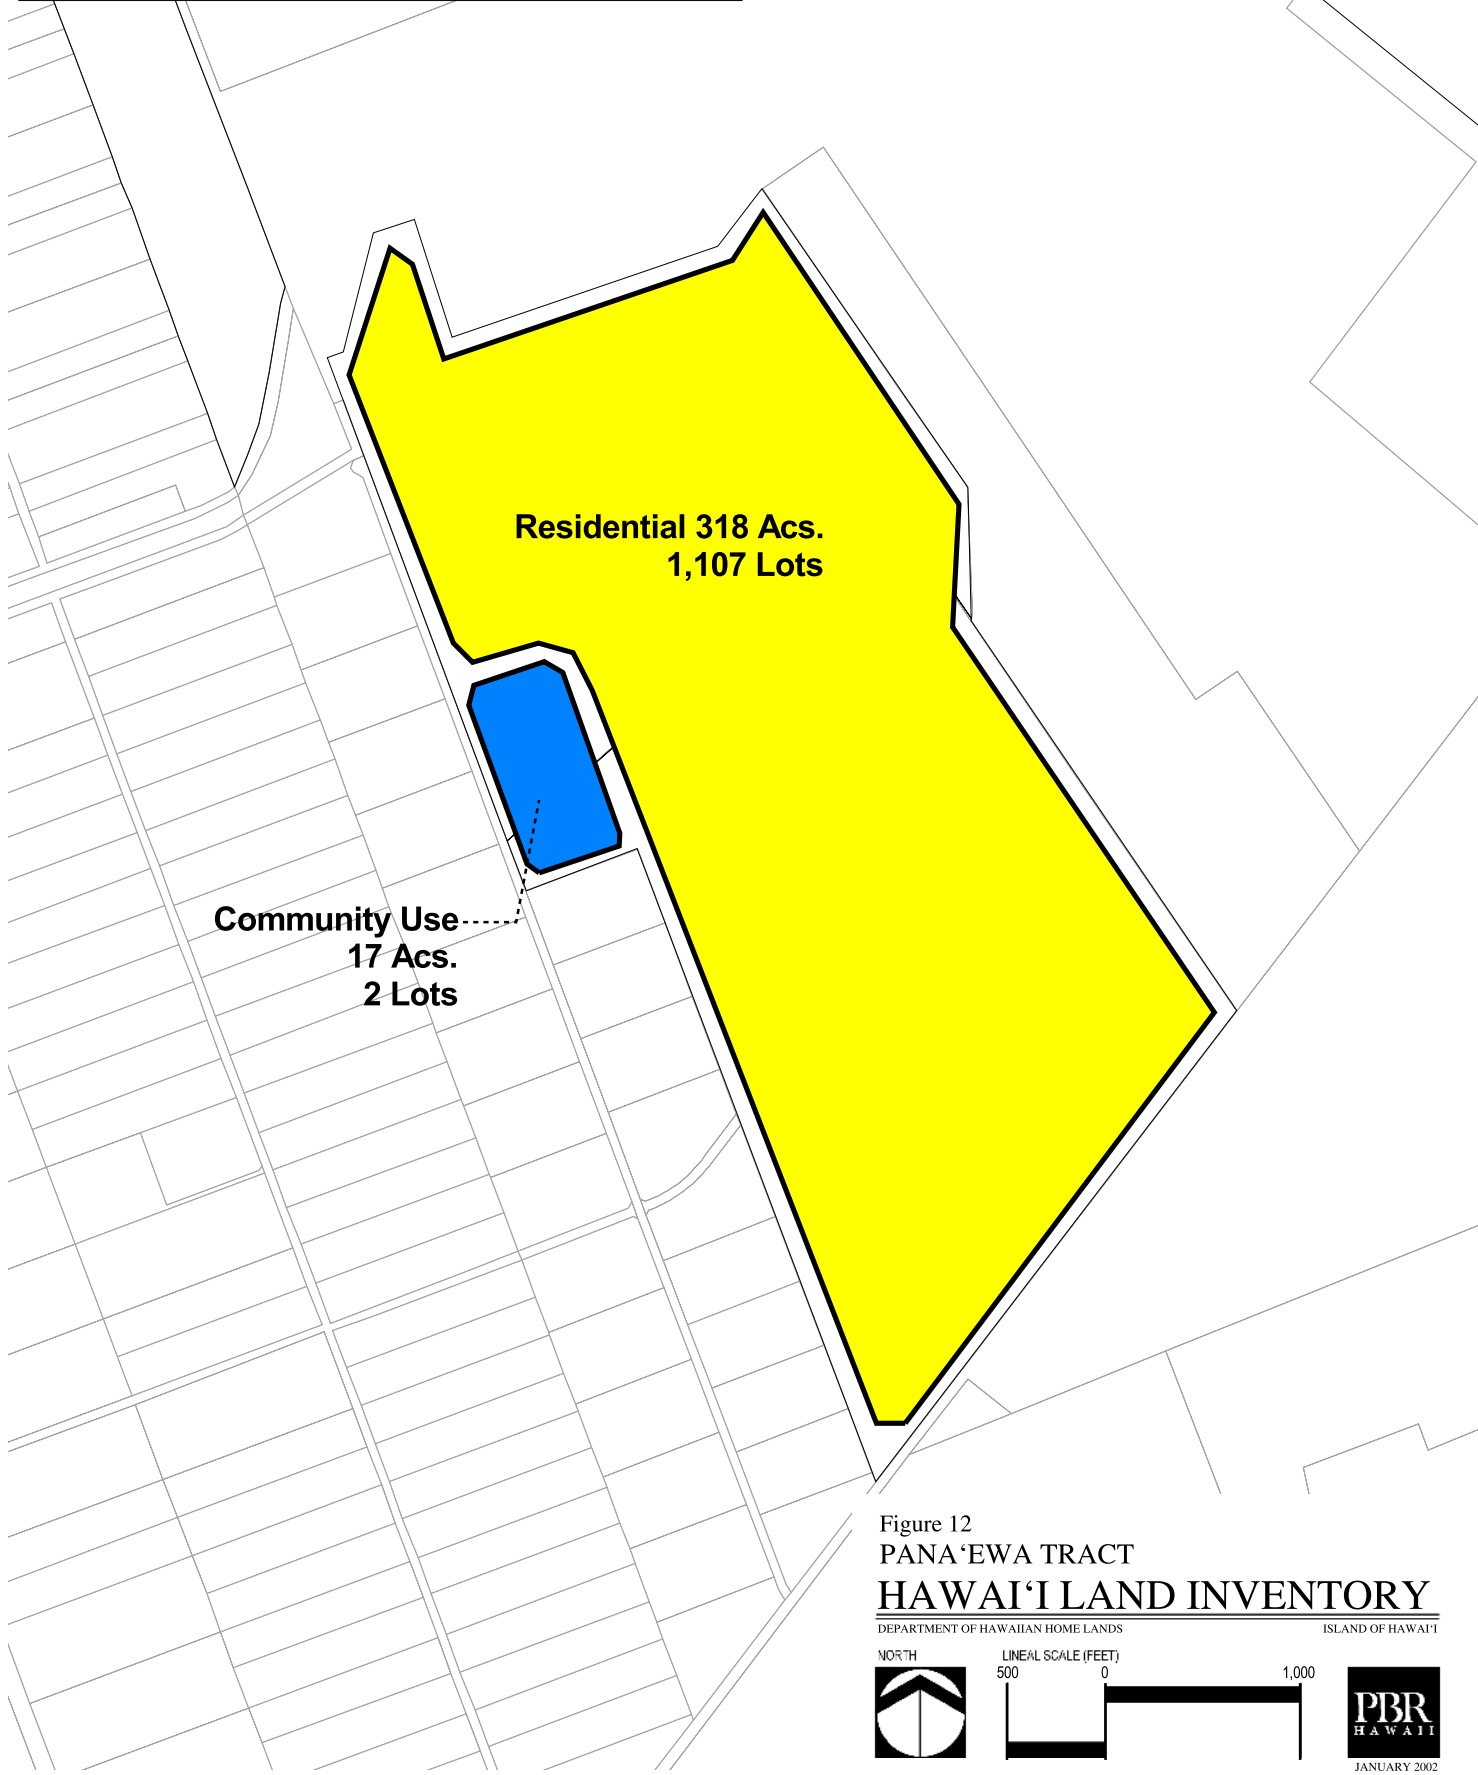 Residential 318 Acs.
1,107 Lots
Community Use
17 Acs.
2 Lots
Figure 12
PANA‘EWA TRACT
HAWAI‘I LAND INVENTORY
DEPARTMENT OF HAWAIIAN HOME LANDS ISLAND OF HAWAI‘I
NORTH LINEAL SCALE (FEET)
500 0 1,000
PBR
HAWAII
JANUARY 2002